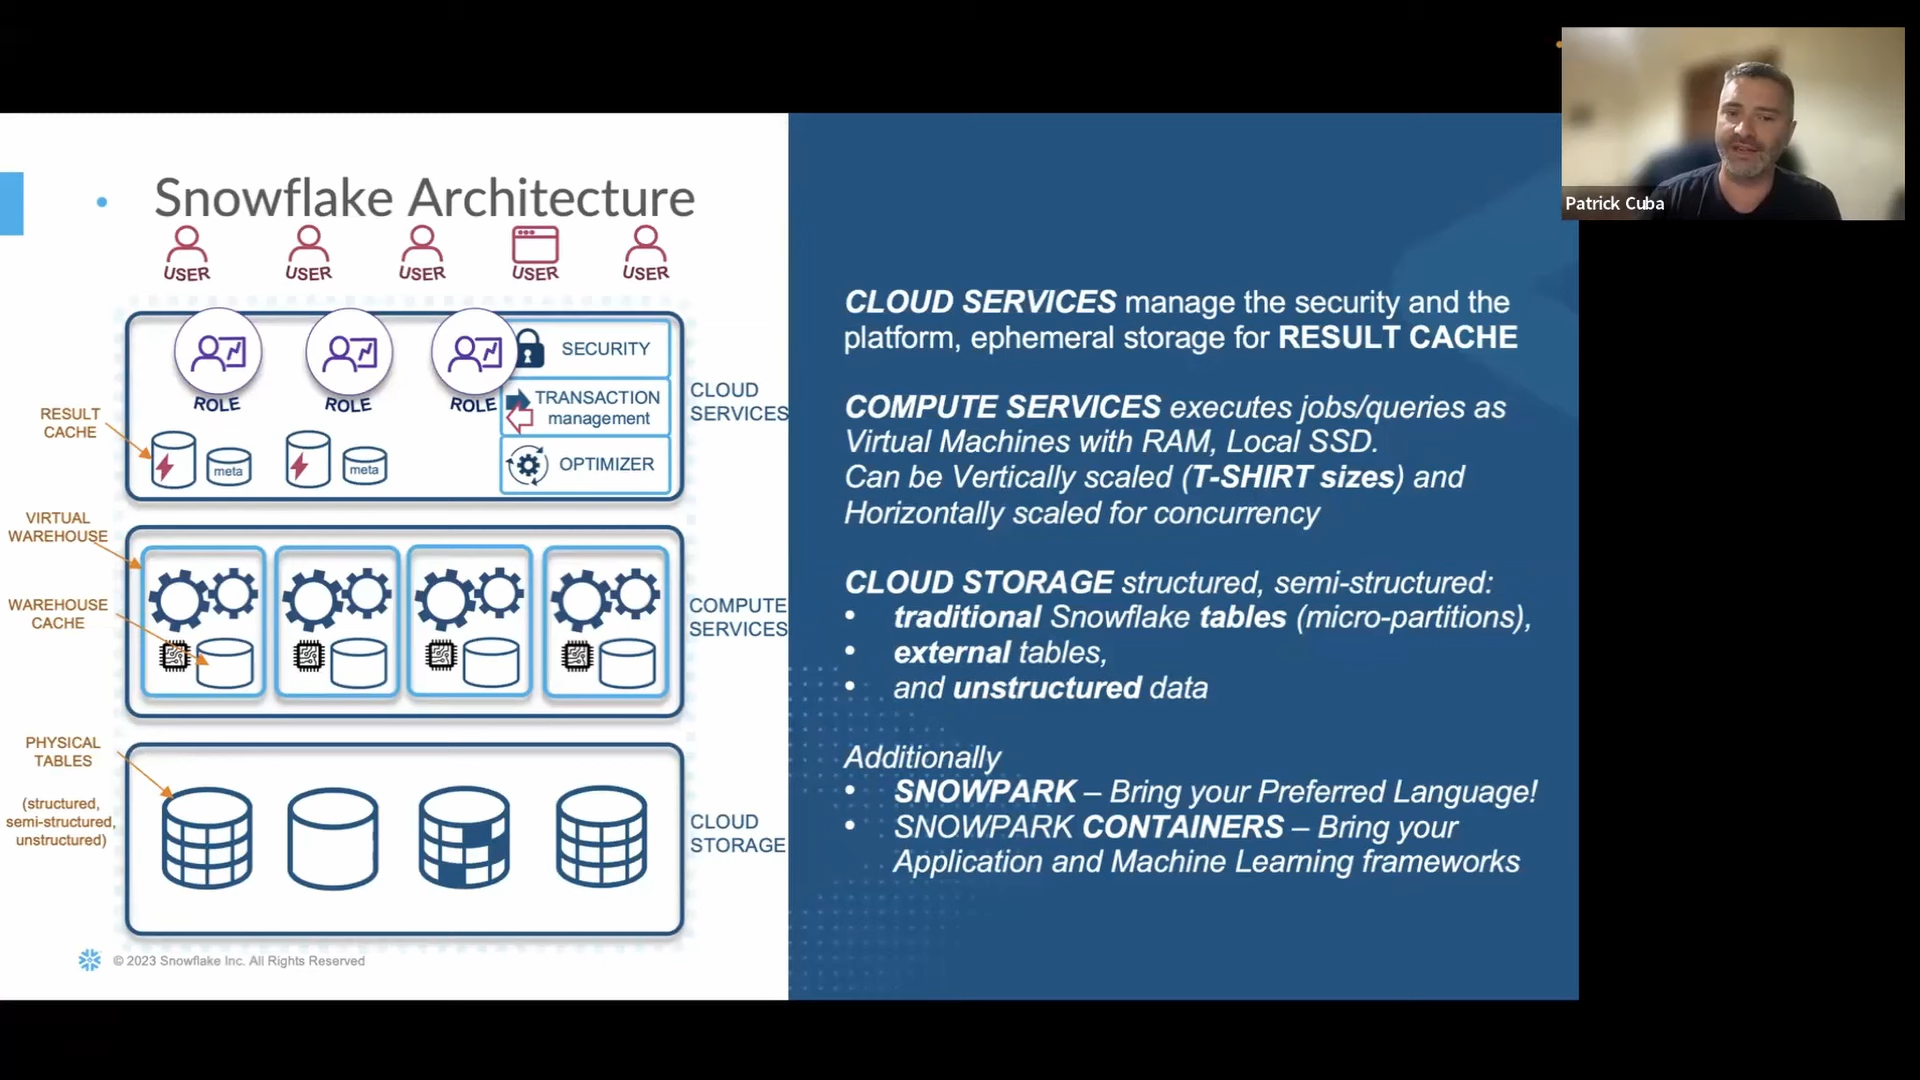 Patrick Cuba
• Snowflake Architecture
USER
USER
USER
USER
USER
ROLE
ROLE
ROLE
SECURITY
TRANSACTION
management
OPTIMIZER
meta
meta
CLOUD
SERVICES
RESULT
CACHE
VIRTUAL
WAREHOUSE
WAREHOUSE
CACHE
COMPUTE
SERVICES
PHYSICAL
TABLES
(structured,
semi-structured,
unstructured)
CLOUD
STORAGE
© 2023 Snowflake Inc. All Rights Reserved
CLOUD SERVICES manage the security and the
platform, ephemeral storage for RESULT CACHE
COMPUTE SERVICES executes jobs/queries as
Virtual Machines with RAM, Local SSD.
Can be Vertically scaled (T-SHIRT sizes) and
Horizontally scaled for concurrency
CLOUD STORAGE structured, semi-structured:
• traditional Snowflake tables (micro-partitions),
• external tables,
• and unstructured data
Additionally
• SNOWPARK – Bring your Preferred Language!
• SNOWPARK CONTAINERS – Bring your
Application and Machine Learning frameworks